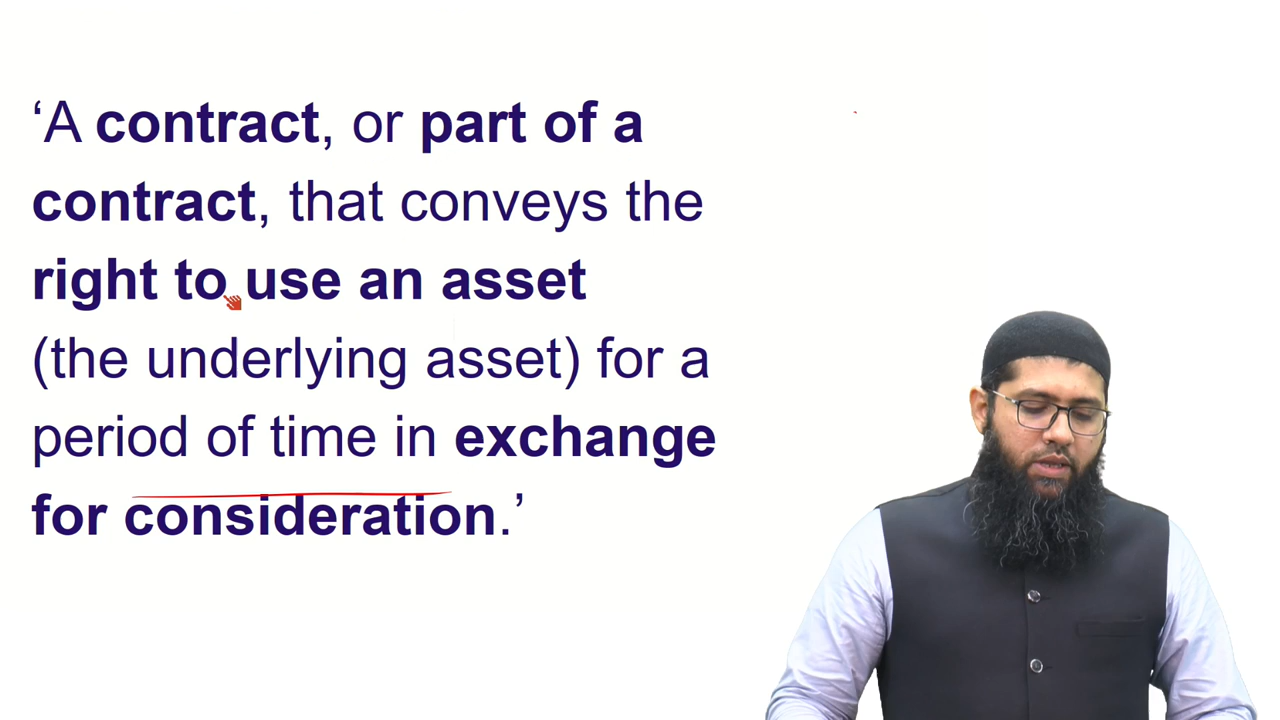 ‘A contract, or part of a
contract, that conveys the
right to use an asset
(the underlying asset) for a
period of time in exchange
for consideration.’